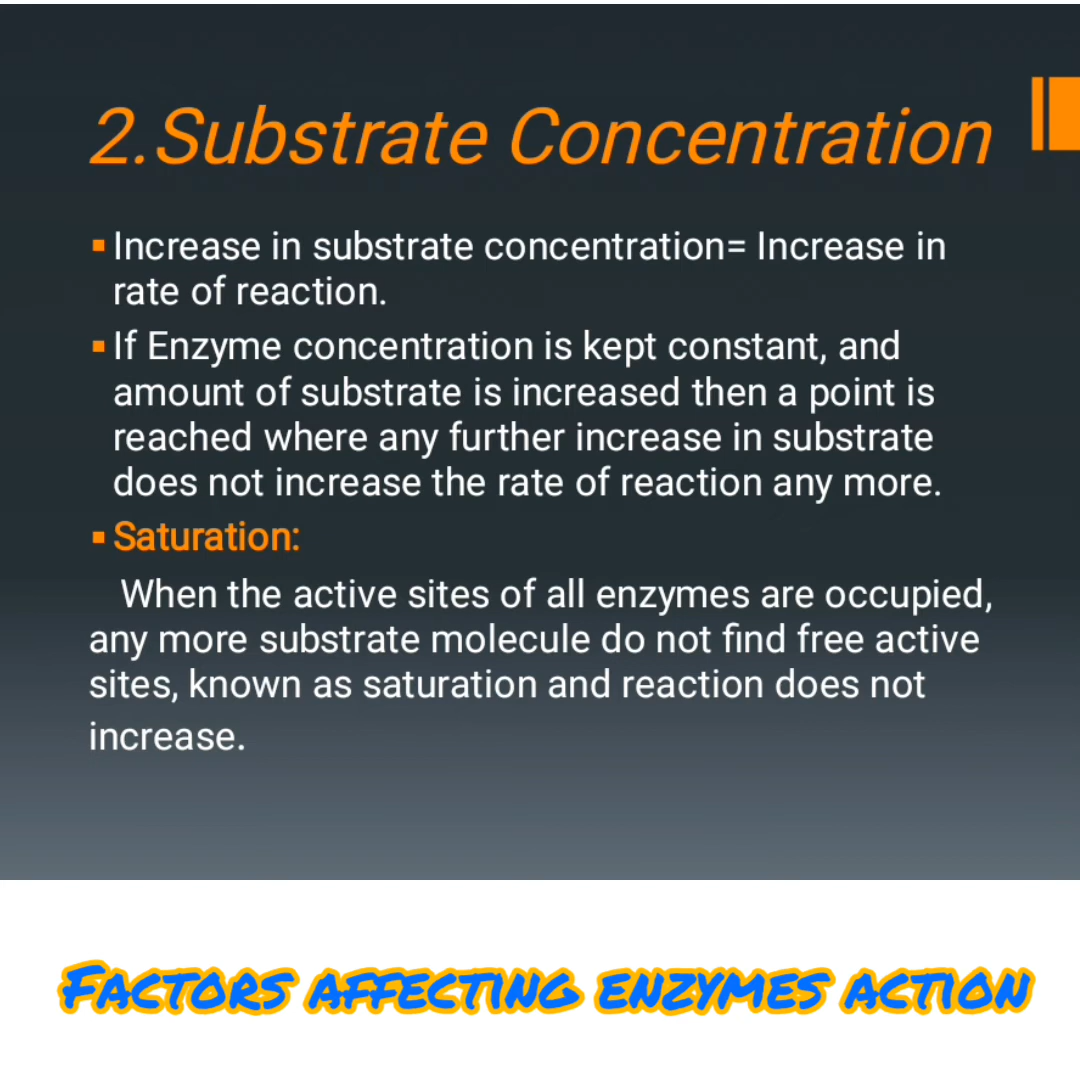 2.Substrate Concentration
▪Increase in substrate concentration= Increase in
rate of reaction.
▪If Enzyme concentration is kept constant, and
amount of substrate is increased then a point is
reached where any further increase in substrate
does not increase the rate of reaction any more.
▪Saturation:
When the active sites of all enzymes are occupied,
any more substrate molecule do not find free active
sites, known as saturation and reaction does not
increase.
Factors affecting enzymes action